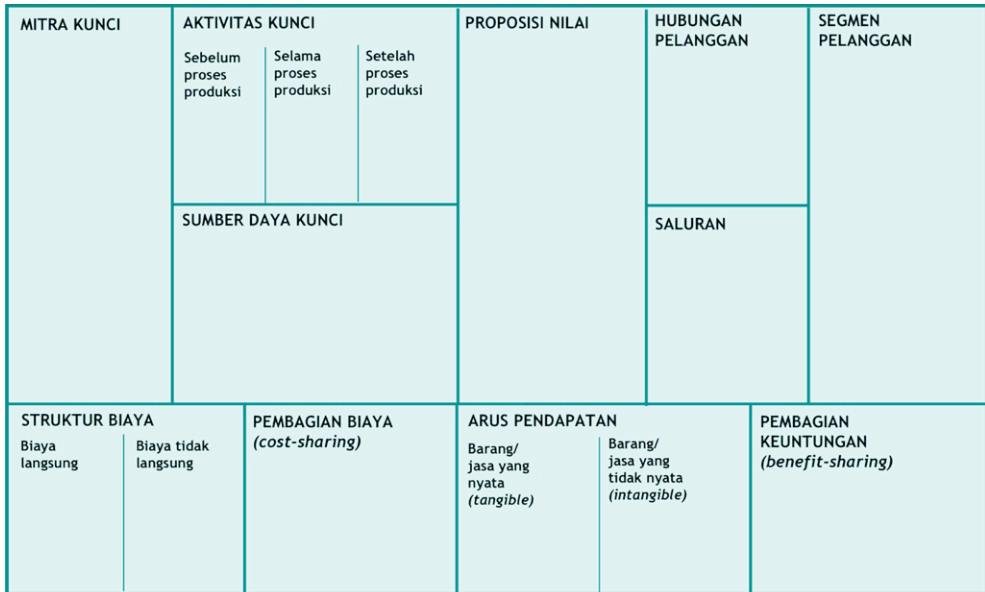 MITRA KUNCI
AKTIVITAS KUNCI
Sebelum
proses
produksi
Selama
proses
produksi
Setelah
proses
produksi
SUMBER DAYA KUNCI
PROPOSISI NILAI
HUBUNGAN
PELANGGAN
SALURAN
SEGMEN
PELANGGAN
STRUKTUR BIAYA
Biaya
langsung
Biaya tidak
langsung
PEMBAGIAN BIAYA
(cost-sharing)
ARUS PENDAPATAN
Barang/
jasa yang
nyata
(tangible)
Barang/
jasa yang
tidak nyata
(intangible)
PEMBAGIAN
KEUNTUNGAN
(benefit-sharing)